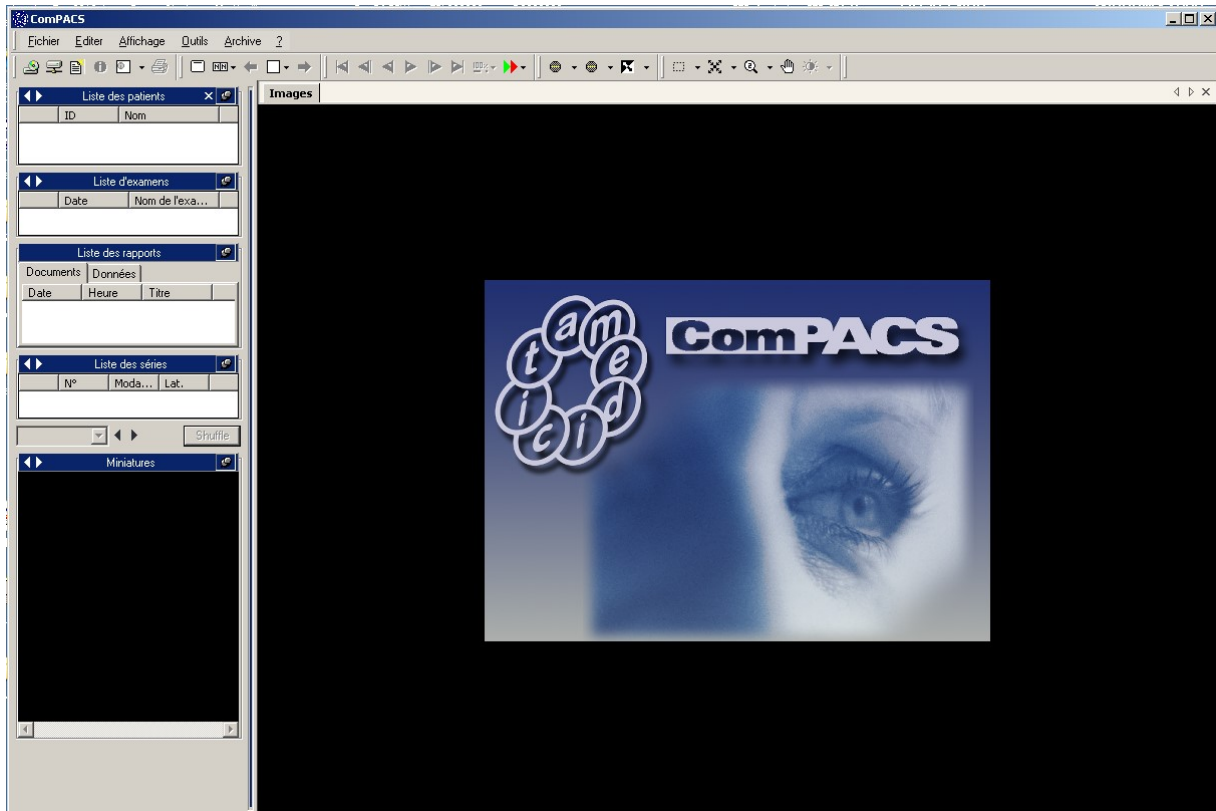 ComPACS
Fichier Editer Affichage Outils Archive ?
Liste des patients
ID Nom
Liste d'examens
Date Nom de l'exa...
Liste des rapports
Documents Données
Date Heure Titre
Liste des séries
N° Moda... Lat.
Shuffle
Miniatures
Images
medicita
ComPACS